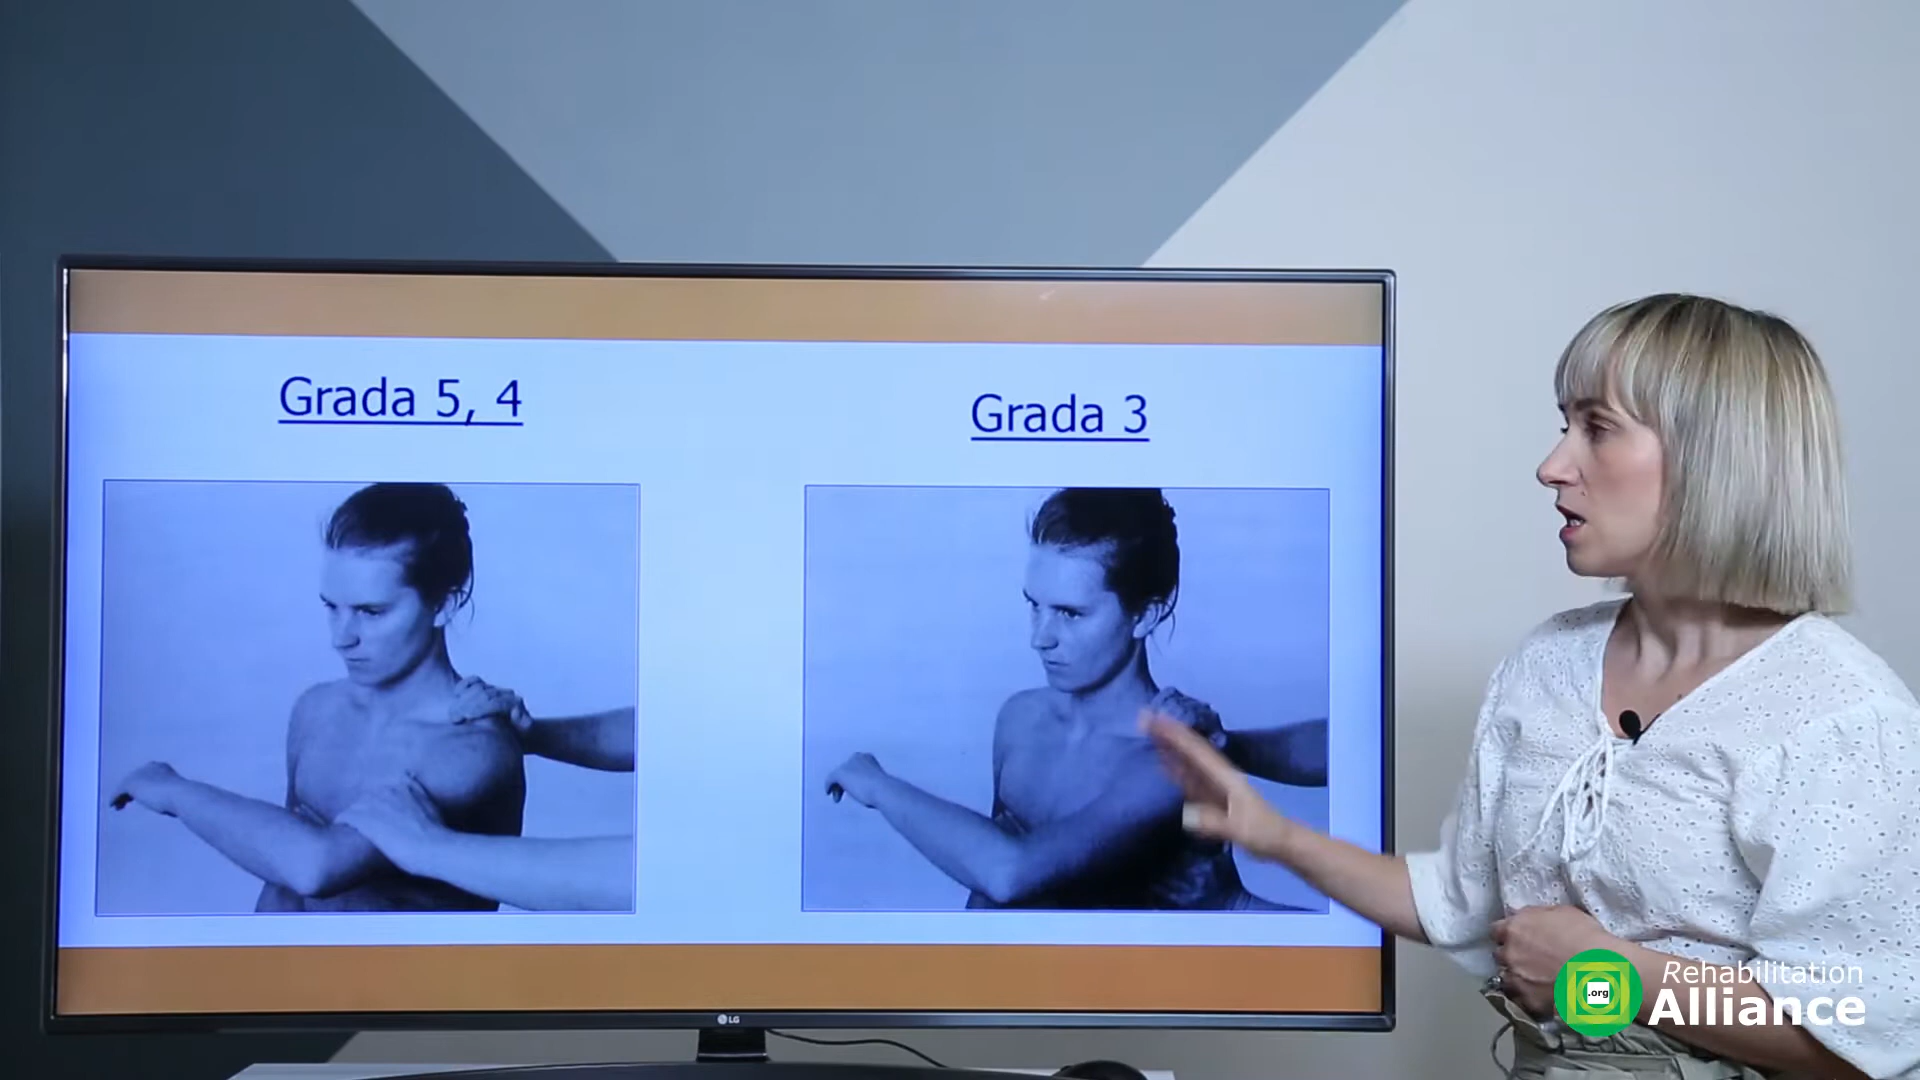 Grada 5, 4
Grada 3
LG
.org
Rehabilitation
Alliance